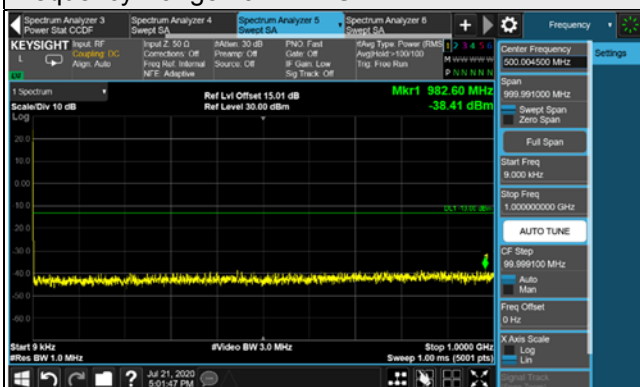 Spectrum Analyzer 3
Power Stat CCDF
Spectrum Analyzer 4
Swept SA
Spectrum Analyzer 5
Swept SA
Spectrum Analyzer 6
Swept SA
+
Frequency
KEYSIGHT
L
Input: RF
Coupling: DC
Align: Auto
Input Z: 50 Ω
Corrections: Off
Freq Ref: Internal
NFE: Adaptive
#Atten: 30 dB
Preamp: Off
Source: Off
PNO: Fast
Gate: Off
IF Gain: Low
Sig Track: Off
#Avg Type: Power (RMS
Avg|Hold:>100/100
Trig: Free Run
1 2 3 4 5 6
M W W W W W
P N N N N N
Center Frequency
500.004500 MHz
Settings
1 Spectrum
Scale/Div 10 dB
Log
Ref Lvl Offset 15.01 dB
Ref Level 30.00 dBm
Mkr1 982.60 MHz
-38.41 dBm
Span
999.991000 MHz
Swept Span
Zero Span
Full Span
Start Freq
9.000 kHz
Stop Freq
1.000000000 GHz
AUTO TUNE
CF Step
99.999100 MHz
Auto
Man
Freq Offset
0 Hz
X Axis Scale
Log
Lin
Signal Track
20.0
10.0
0.00
-10.0
-20.0
-30.0
-40.0
-50.0
-60.0
DL1 -13.00 dBm
1
Start 9 kHz
#Res BW 1.0 MHz
#Video BW 3.0 MHz
Stop 1.0000 GHz
Sweep 1.00 ms (5001 pts)
?
Jul 21, 2020
5:01:47 PM